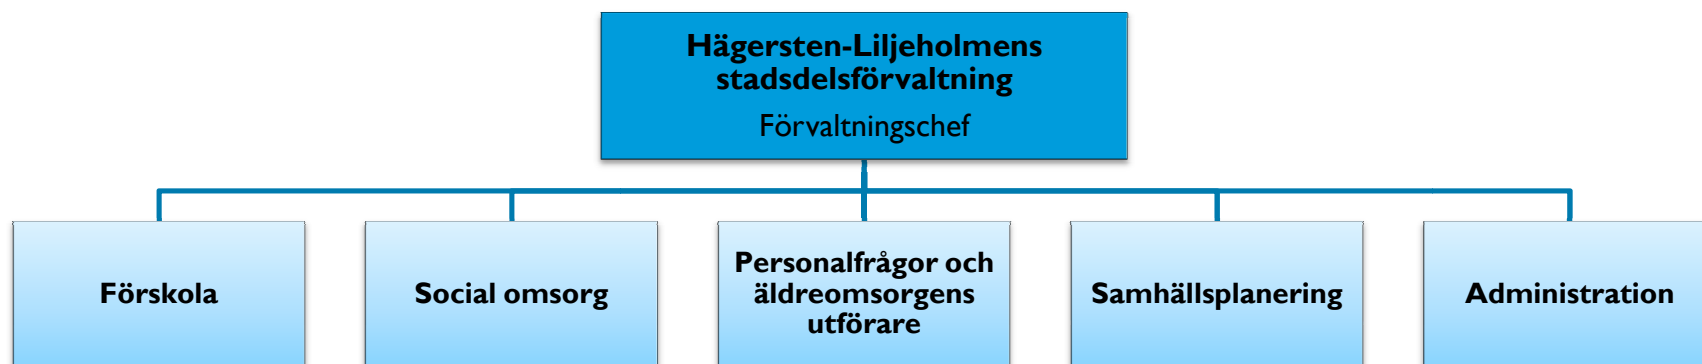 Hägersten-Liljeholmens
stadsdelsförvaltning
Förvaltningschef
Förskola
Social omsorg
Personalfrågor och
äldreomsorgens
utförare
Samhällsplanering
Administration